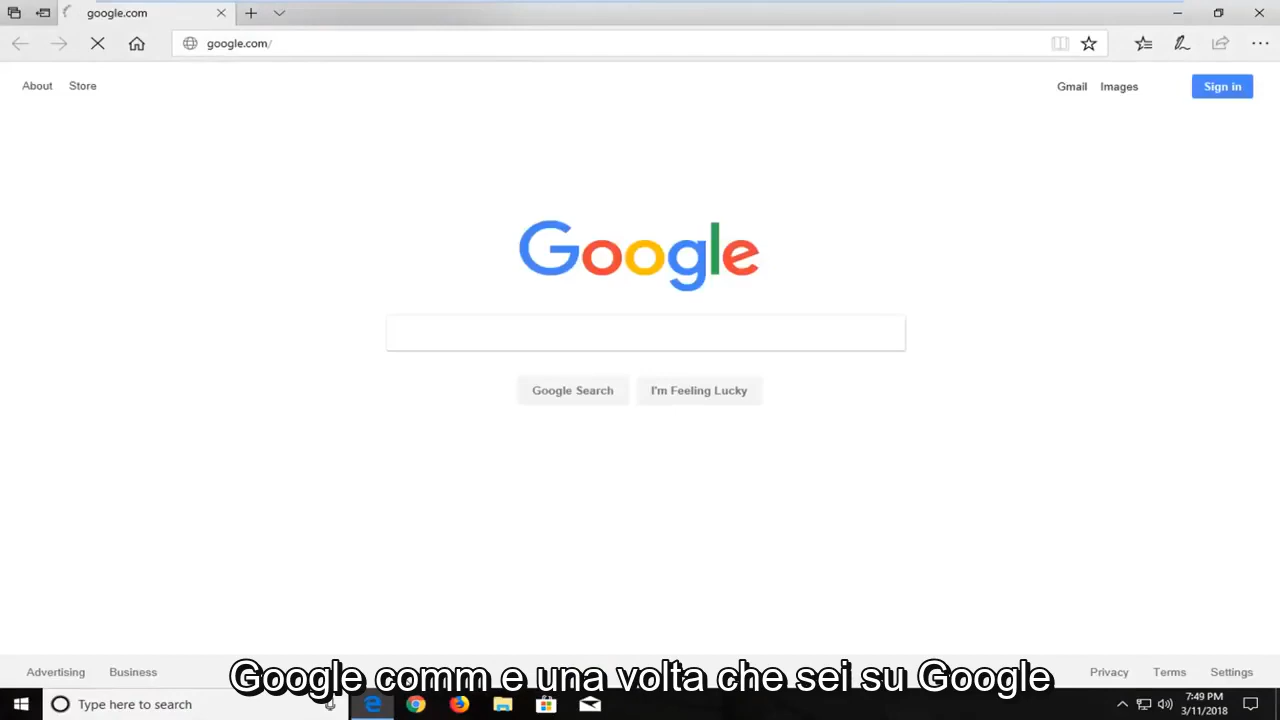 google.com
google.com/
About Store
Gmail Images Sign in
Google
Google Search I'm Feeling Lucky
Advertising Business
Privacy Terms Settings
Google comm e una volta che sei su Google
Type here to search
7:49 PM
3/11/2018